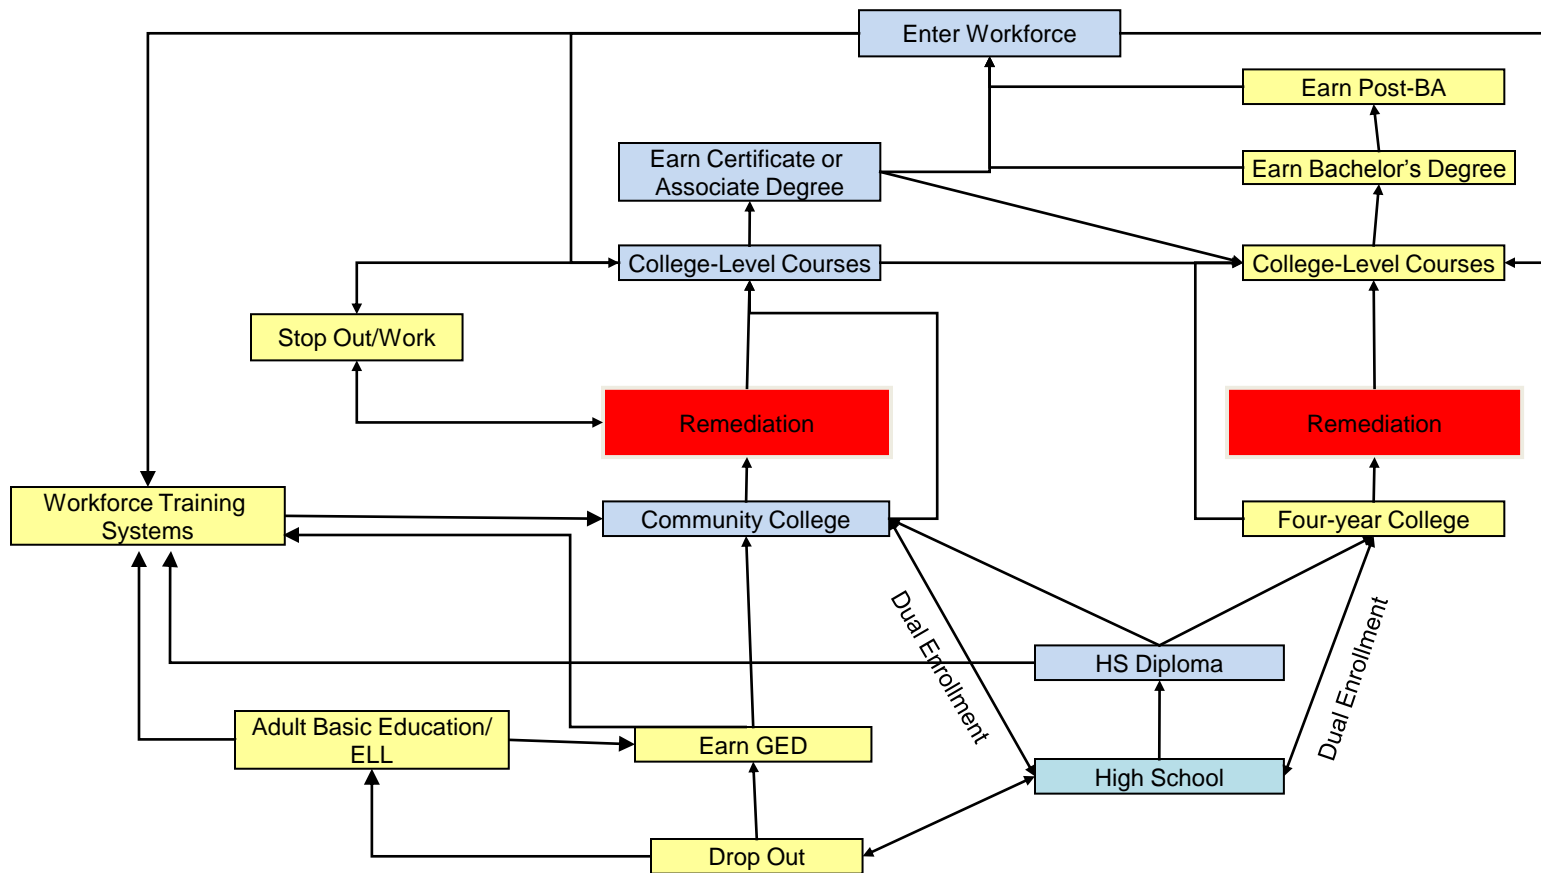 Enter Workforce
Earn Post-BA
Earn Certificate or
Associate Degree
Earn Bachelor’s Degree
College-Level Courses
College-Level Courses
Stop Out/Work
Remediation
Remediation
Workforce Training
Systems
Community College
Four-year College
Dual Enrollment
Dual Enrollment
HS Diploma
Adult Basic Education/
ELL
Earn GED
High School
Drop Out